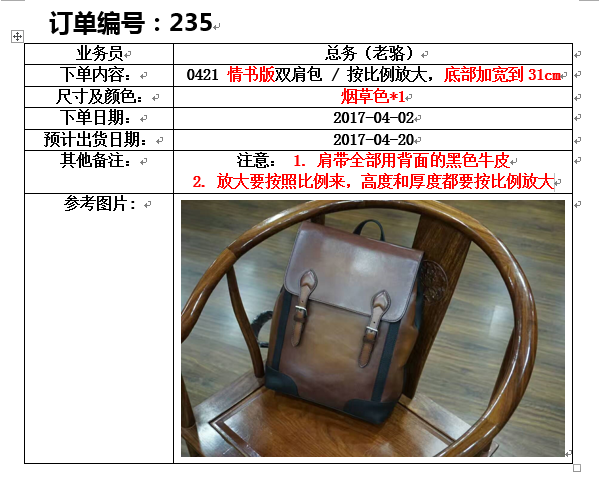 订单编号：235
业务员 总务（老骆）
下单内容： 0421 情书版双肩包 / 按比例放大，底部加宽到 31cm
尺寸及颜色： 烟草色*1
下单日期： 2017-04-02
预计出货日期： 2017-04-20
其他备注： 注意： 1. 肩带全部用背面的黑色牛皮
2. 放大要按照比例来，高度和厚度都要按比例放大
参考图片: